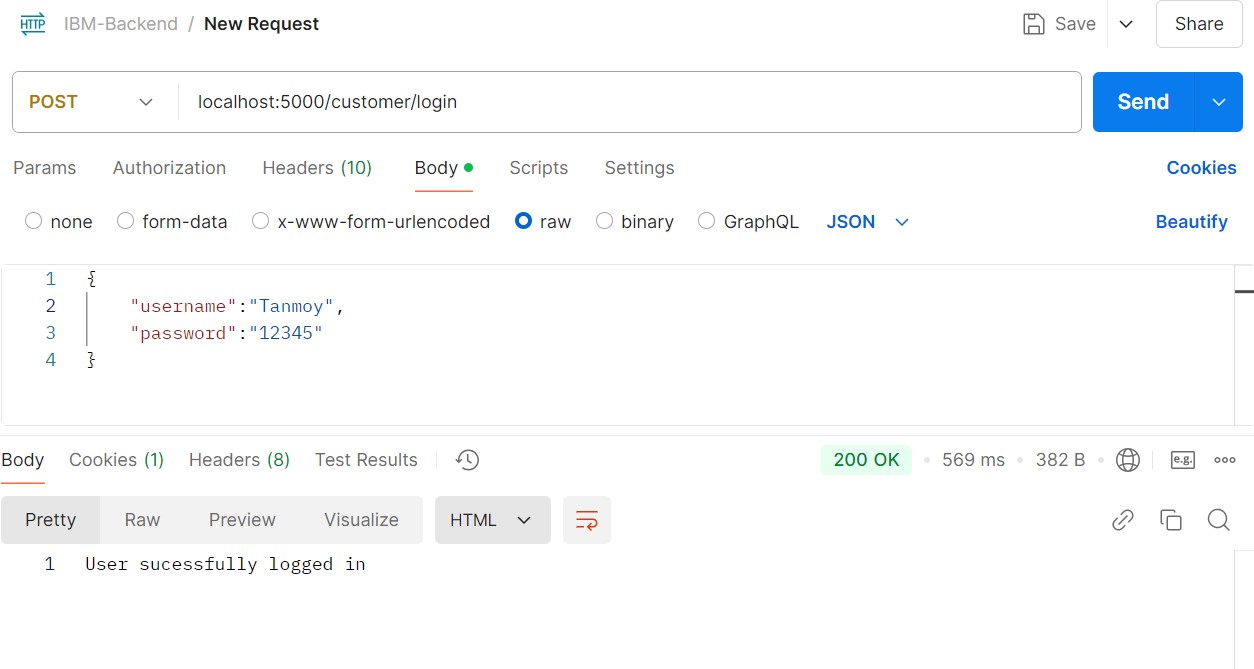 HTTP IBM-Backend / New Request Save Share
POST localhost:5000/customer/login Send
Params Authorization Headers (10) Body Scripts Settings Cookies
none form-data x-www-form-urlencoded raw binary GraphQL JSON Beautify
1 {
2 "username":"Tanmoy",
3 "password":"12345"
4 }
Body Cookies (1) Headers (8) Test Results 200 OK 569 ms 382 B e.g.
Pretty Raw Preview Visualize HTML
1 User sucessfully logged in